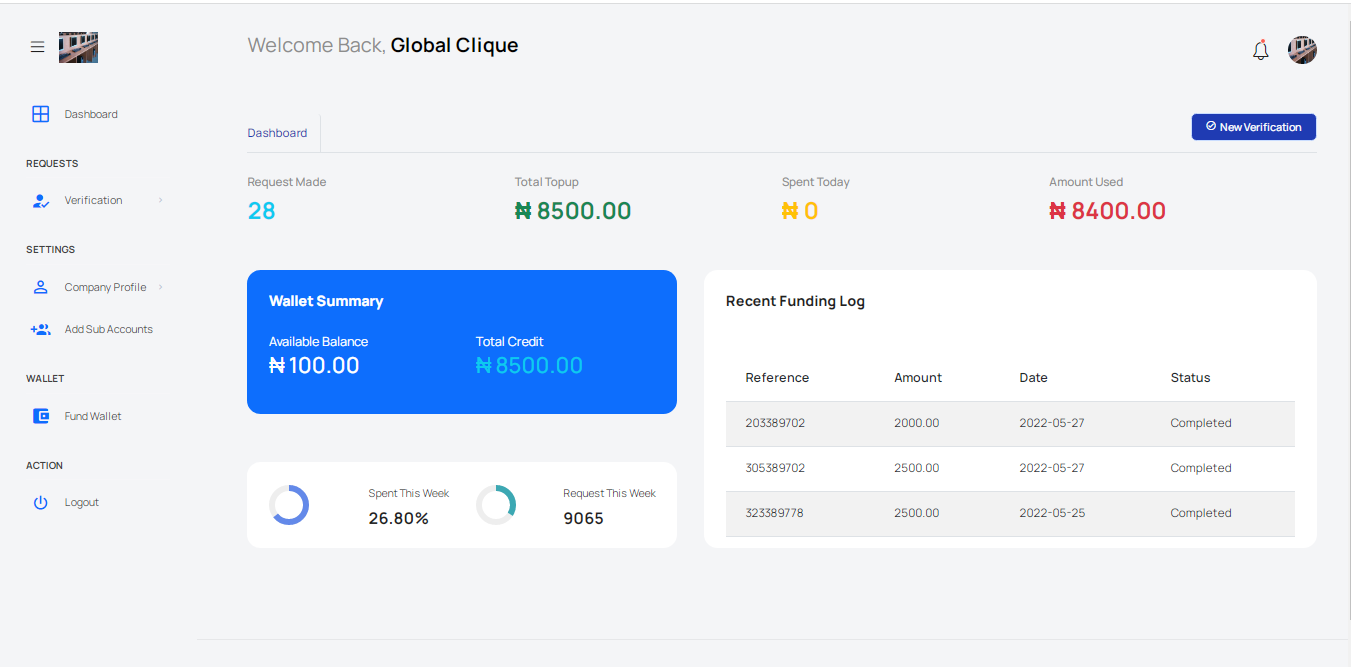 Welcome Back, Global Clique
Dashboard
REQUESTS
Verification
SETTINGS
Company Profile
Add Sub Accounts
WALLET
Fund Wallet
ACTION
Logout
Dashboard
New Verification
Request Made
28
Total Topup
₦ 8500.00
Spent Today
₦ 0
Amount Used
₦ 8400.00
Wallet Summary
Available Balance
₦ 100.00
Total Credit
₦ 8500.00
Spent This Week
26.80%
Request This Week
9065
Recent Funding Log
Reference Amount Date Status
203389702 2000.00 2022-05-27 Completed
305389702 2500.00 2022-05-27 Completed
323389778 2500.00 2022-05-25 Completed